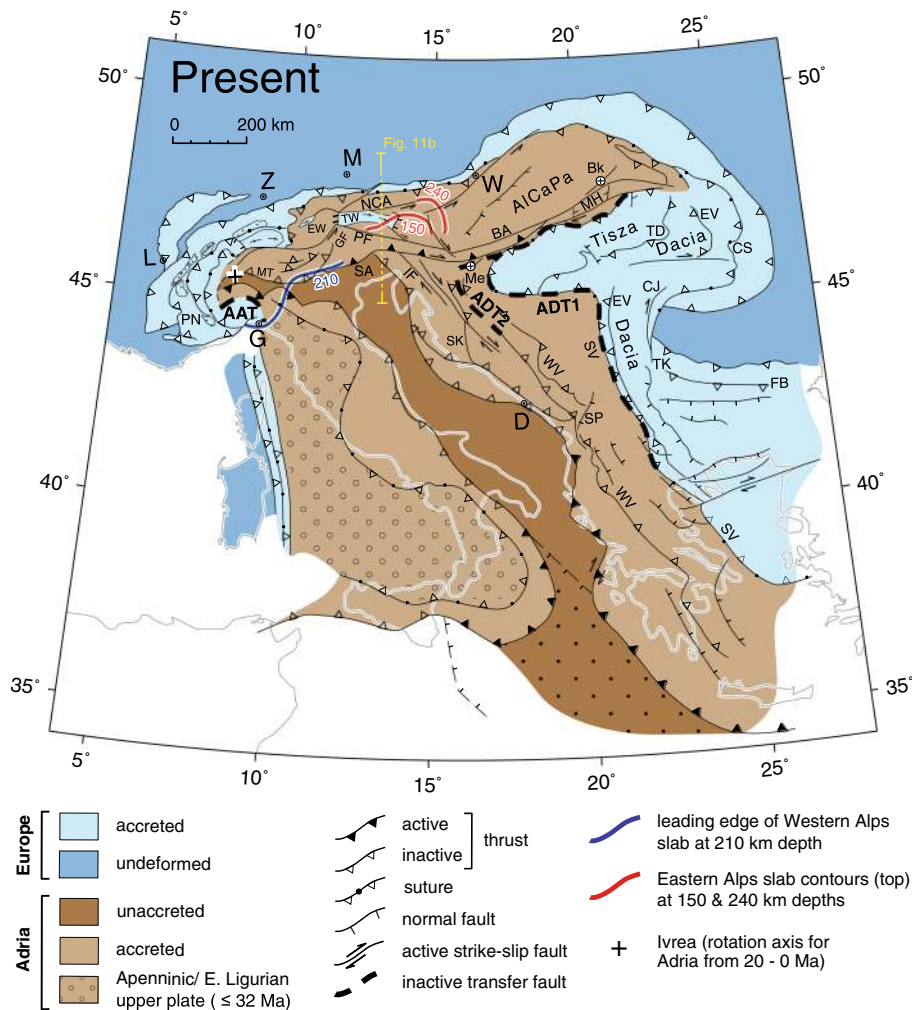 5°
10°
15°
20°
25°
50°
50°
Present
0 200 km
Fig. 11b
M
Z
W
L
NCA
240
150
TW
EW
GF
PF
AlCaPa
Bk
MH
BA
Tisza
TD
Dacia
EV
CS
45°
45°
MT
SA
IF
210
Me
ADT2
ADT1
EV
CJ
AAT
PN
G
SK
WV
SV
Dacia
TK
FB
D
SP
40°
40°
WV
SV
35°
35°
5°
10°
15°
20°
25°
Europe
accreted
undeformed
Adria
unaccreted
accreted
Apenninic/ E. Ligurian
upper plate ( ≤ 32 Ma)
active
inactive
thrust
suture
normal fault
active strike-slip fault
inactive transfer fault
leading edge of Western Alps
slab at 210 km depth
Eastern Alps slab contours (top)
at 150 & 240 km depths
Ivrea (rotation axis for
Adria from 20 - 0 Ma)